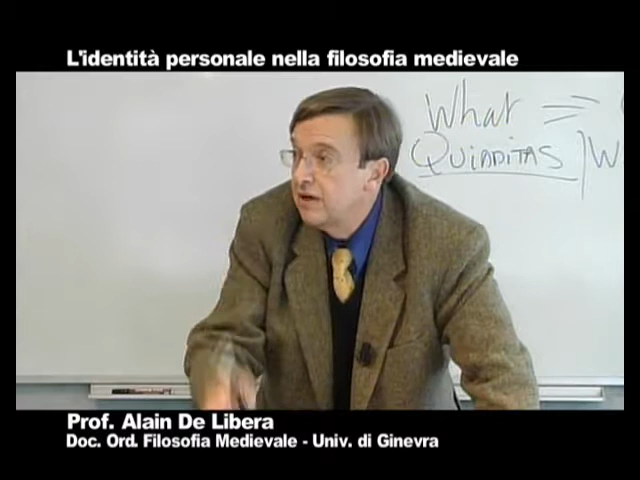 L'identità personale nella filosofia medievale
What =
QUIDDITAS W
Prof. Alain De Libera
Doc. Ord. Filosofia Medievale - Univ. di Ginevra